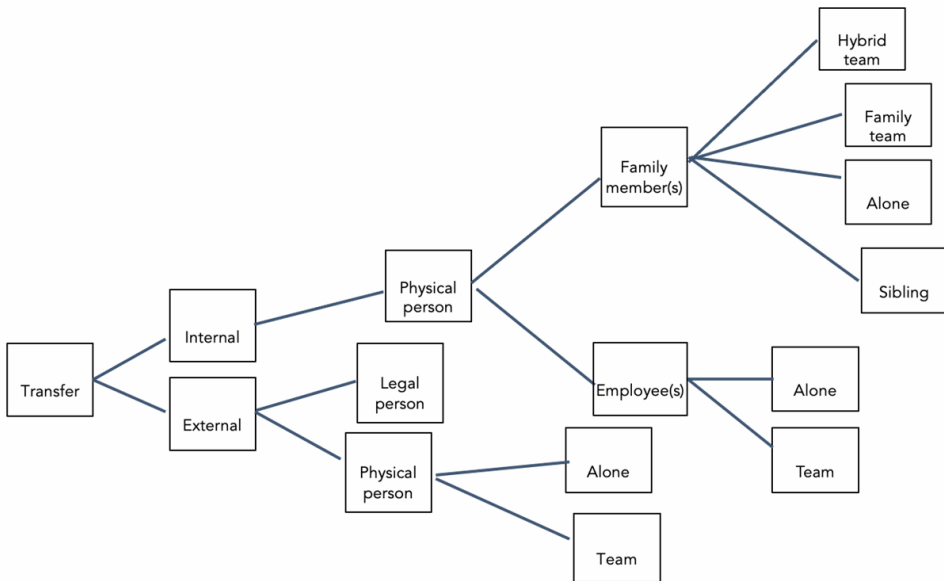 Hybrid
team
Family
team
Family
member(s)
Alone
Physical
person
Sibling
Internal
Transfer
Legal
person
Employee(s)
Alone
External
Physical
person
Alone
Team
Team